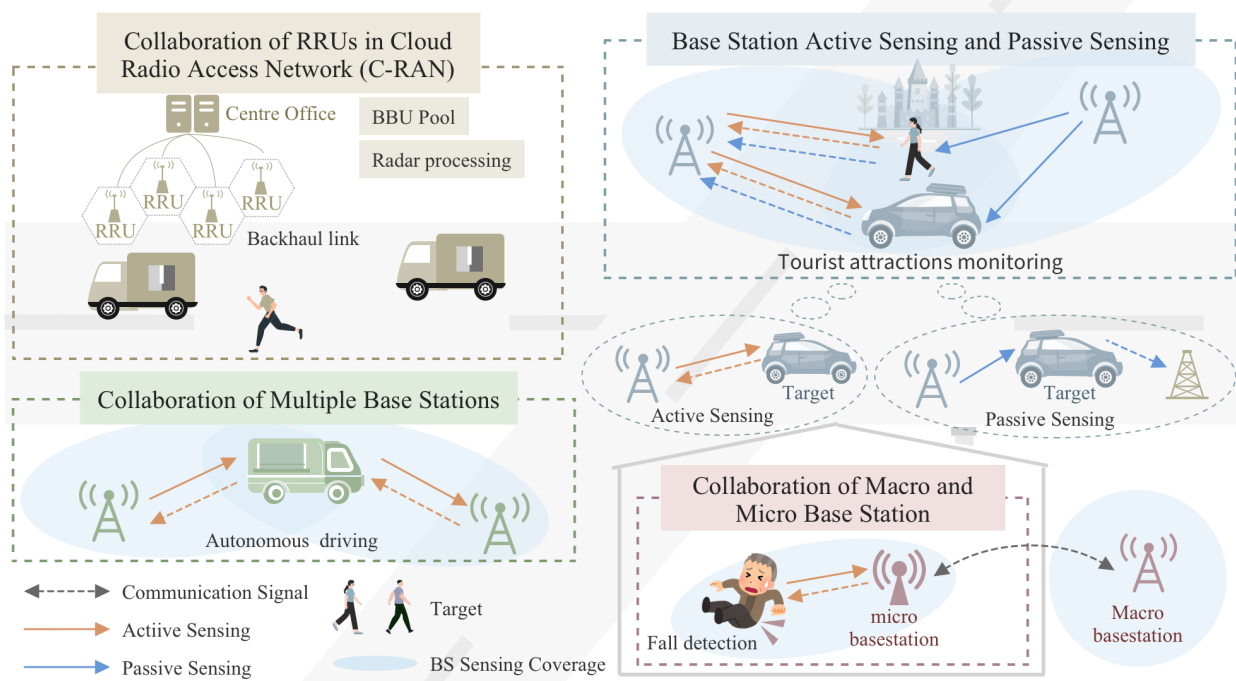 Collaboration of RRUs in Cloud
Radio Access Network (C-RAN)
Centre Office
BBU Pool
Radar processing
RRU
RRU
RRU
RRU
Backhaul link
Base Station Active Sensing and Passive Sensing
Tourist attractions monitoring
Target
Active Sensing
Target
Passive Sensing
Collaboration of Multiple Base Stations
Autonomous driving
Collaboration of Macro and
Micro Base Station
Fall detection
micro
basestation
Macro
basestation
Communication Signal
Actiive Sensing
Passive Sensing
Target
BS Sensing Coverage